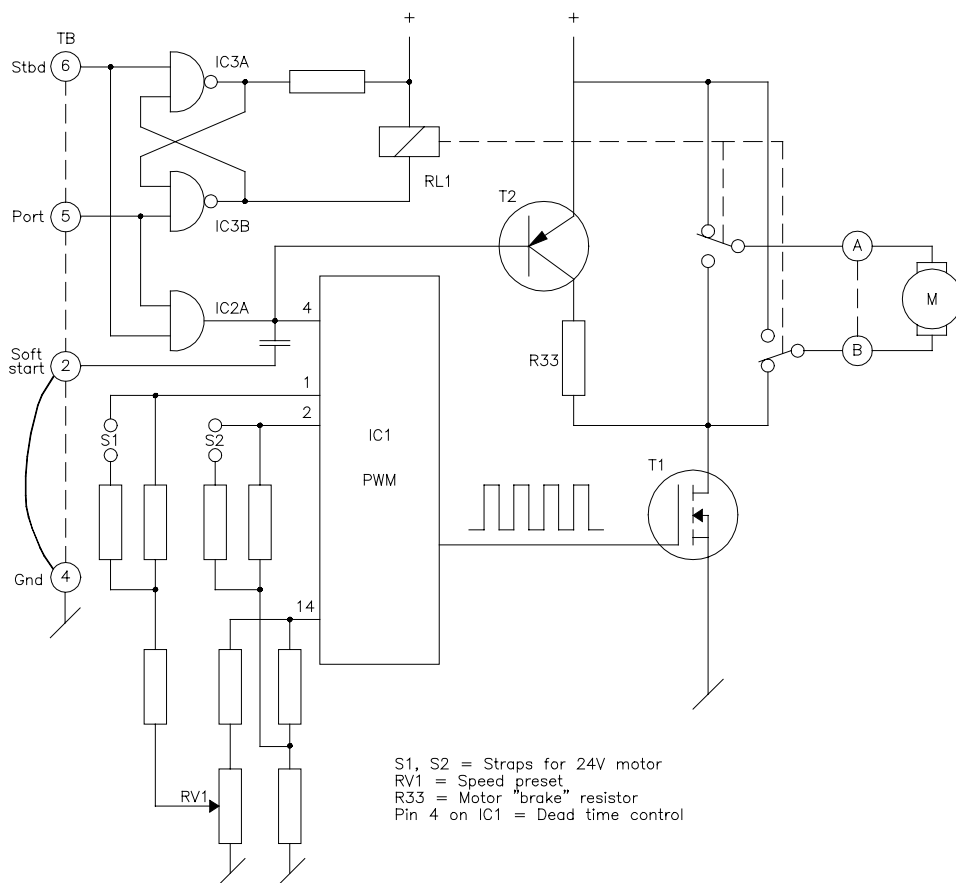 +
+
TB
Stbd
6
IC3A
RL1
T2
Port
5
IC3B
A
M
IC2A
4
B
Soft
start
2
R33
1
2
S1
S2
IC1
PWM
T1
Gnd
4
14
RV1
S1, S2 = Straps for 24V motor
RV1 = Speed preset
R33 = Motor "brake" resistor
Pin 4 on IC1 = Dead time control